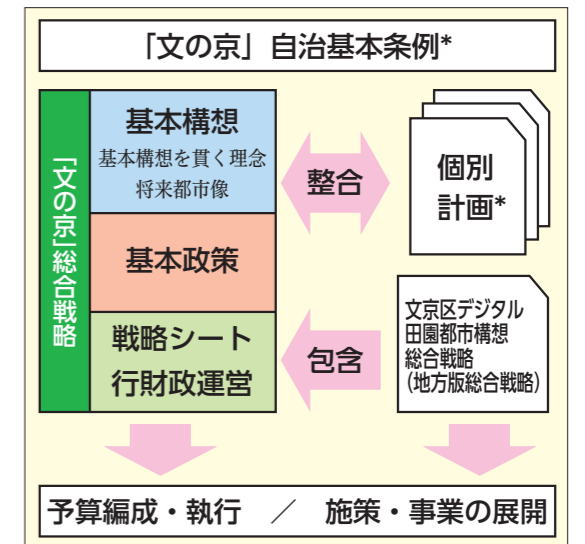 「文の京」自治基本条例*
「文の京」総合戦略
基本構想
基本構想を貫く理念
将来都市像
基本政策
戦略シート
行財政運営
整合
包含
個別
計画*
文京区デジタル
田園都市構想
総合戦略
(地方版総合戦略)
予算編成・執行 ／ 施策・事業の展開